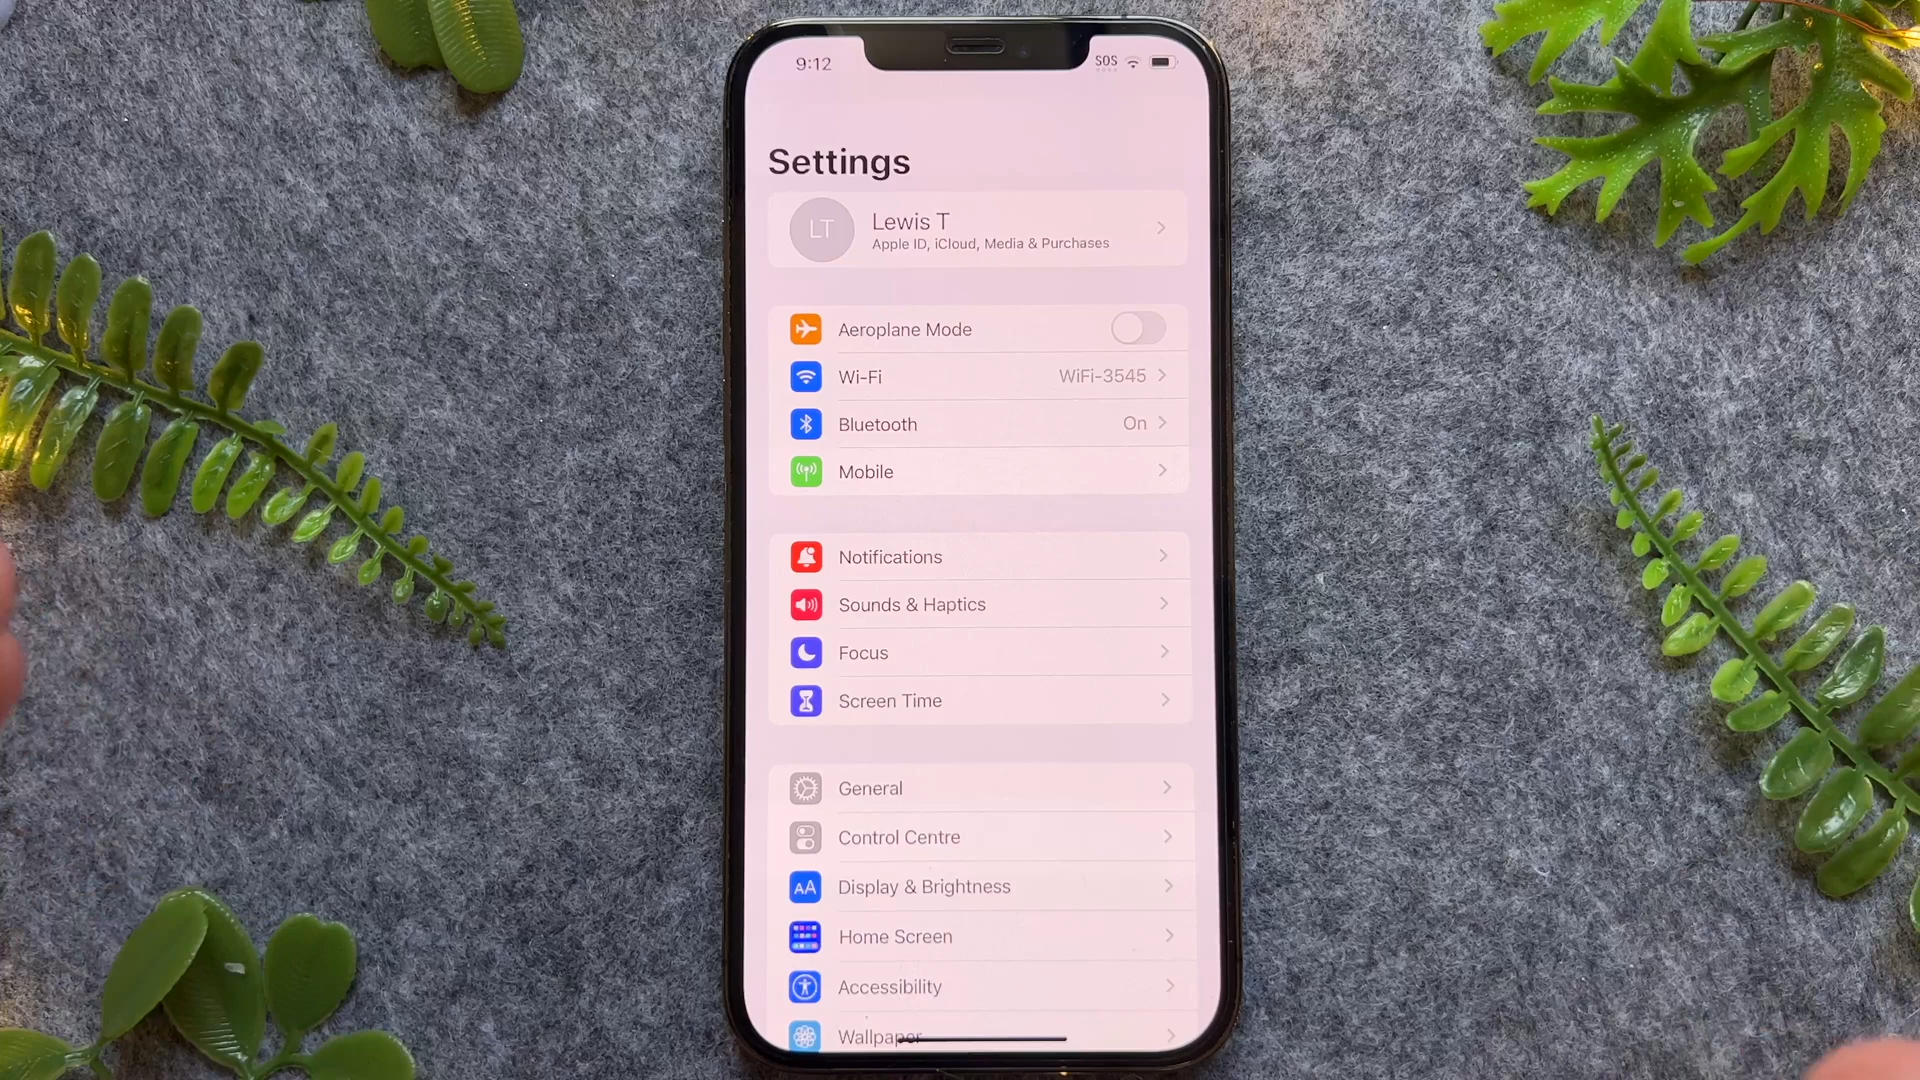 9:12
SOS
Settings
LT
Lewis T
Apple ID, iCloud, Media & Purchases
Aeroplane Mode
Wi-Fi WiFi-3545
Bluetooth On
Mobile
Notifications
Sounds & Haptics
Focus
Screen Time
General
Control Centre
AA Display & Brightness
Home Screen
Accessibility
Wallpaper